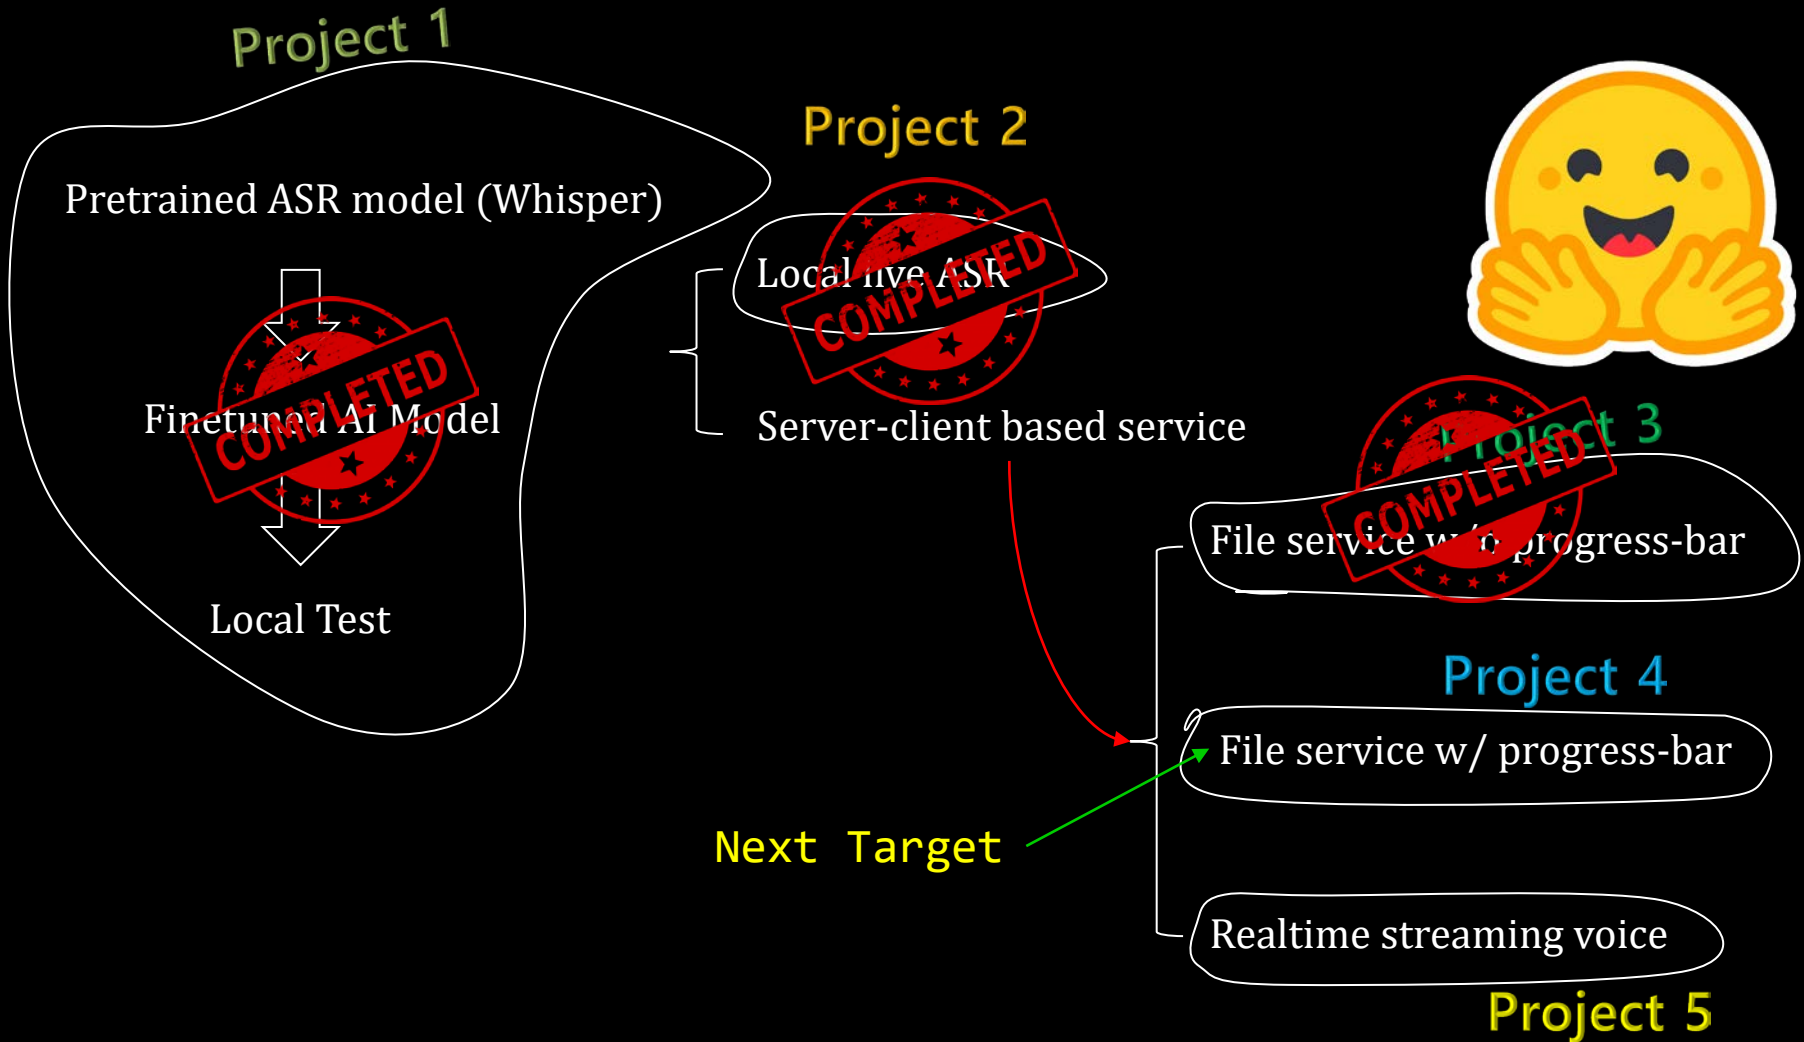 Project 1
Pretrained ASR model (Whisper)
COMPLETED
Finetuned AI Model
Local Test
Project 2
Local live ASR
COMPLETED
Server-client based service
Project 3
COMPLETED
File service w/o progress-bar
Project 4
File service w/ progress-bar
Next Target
Realtime streaming voice
Project 5